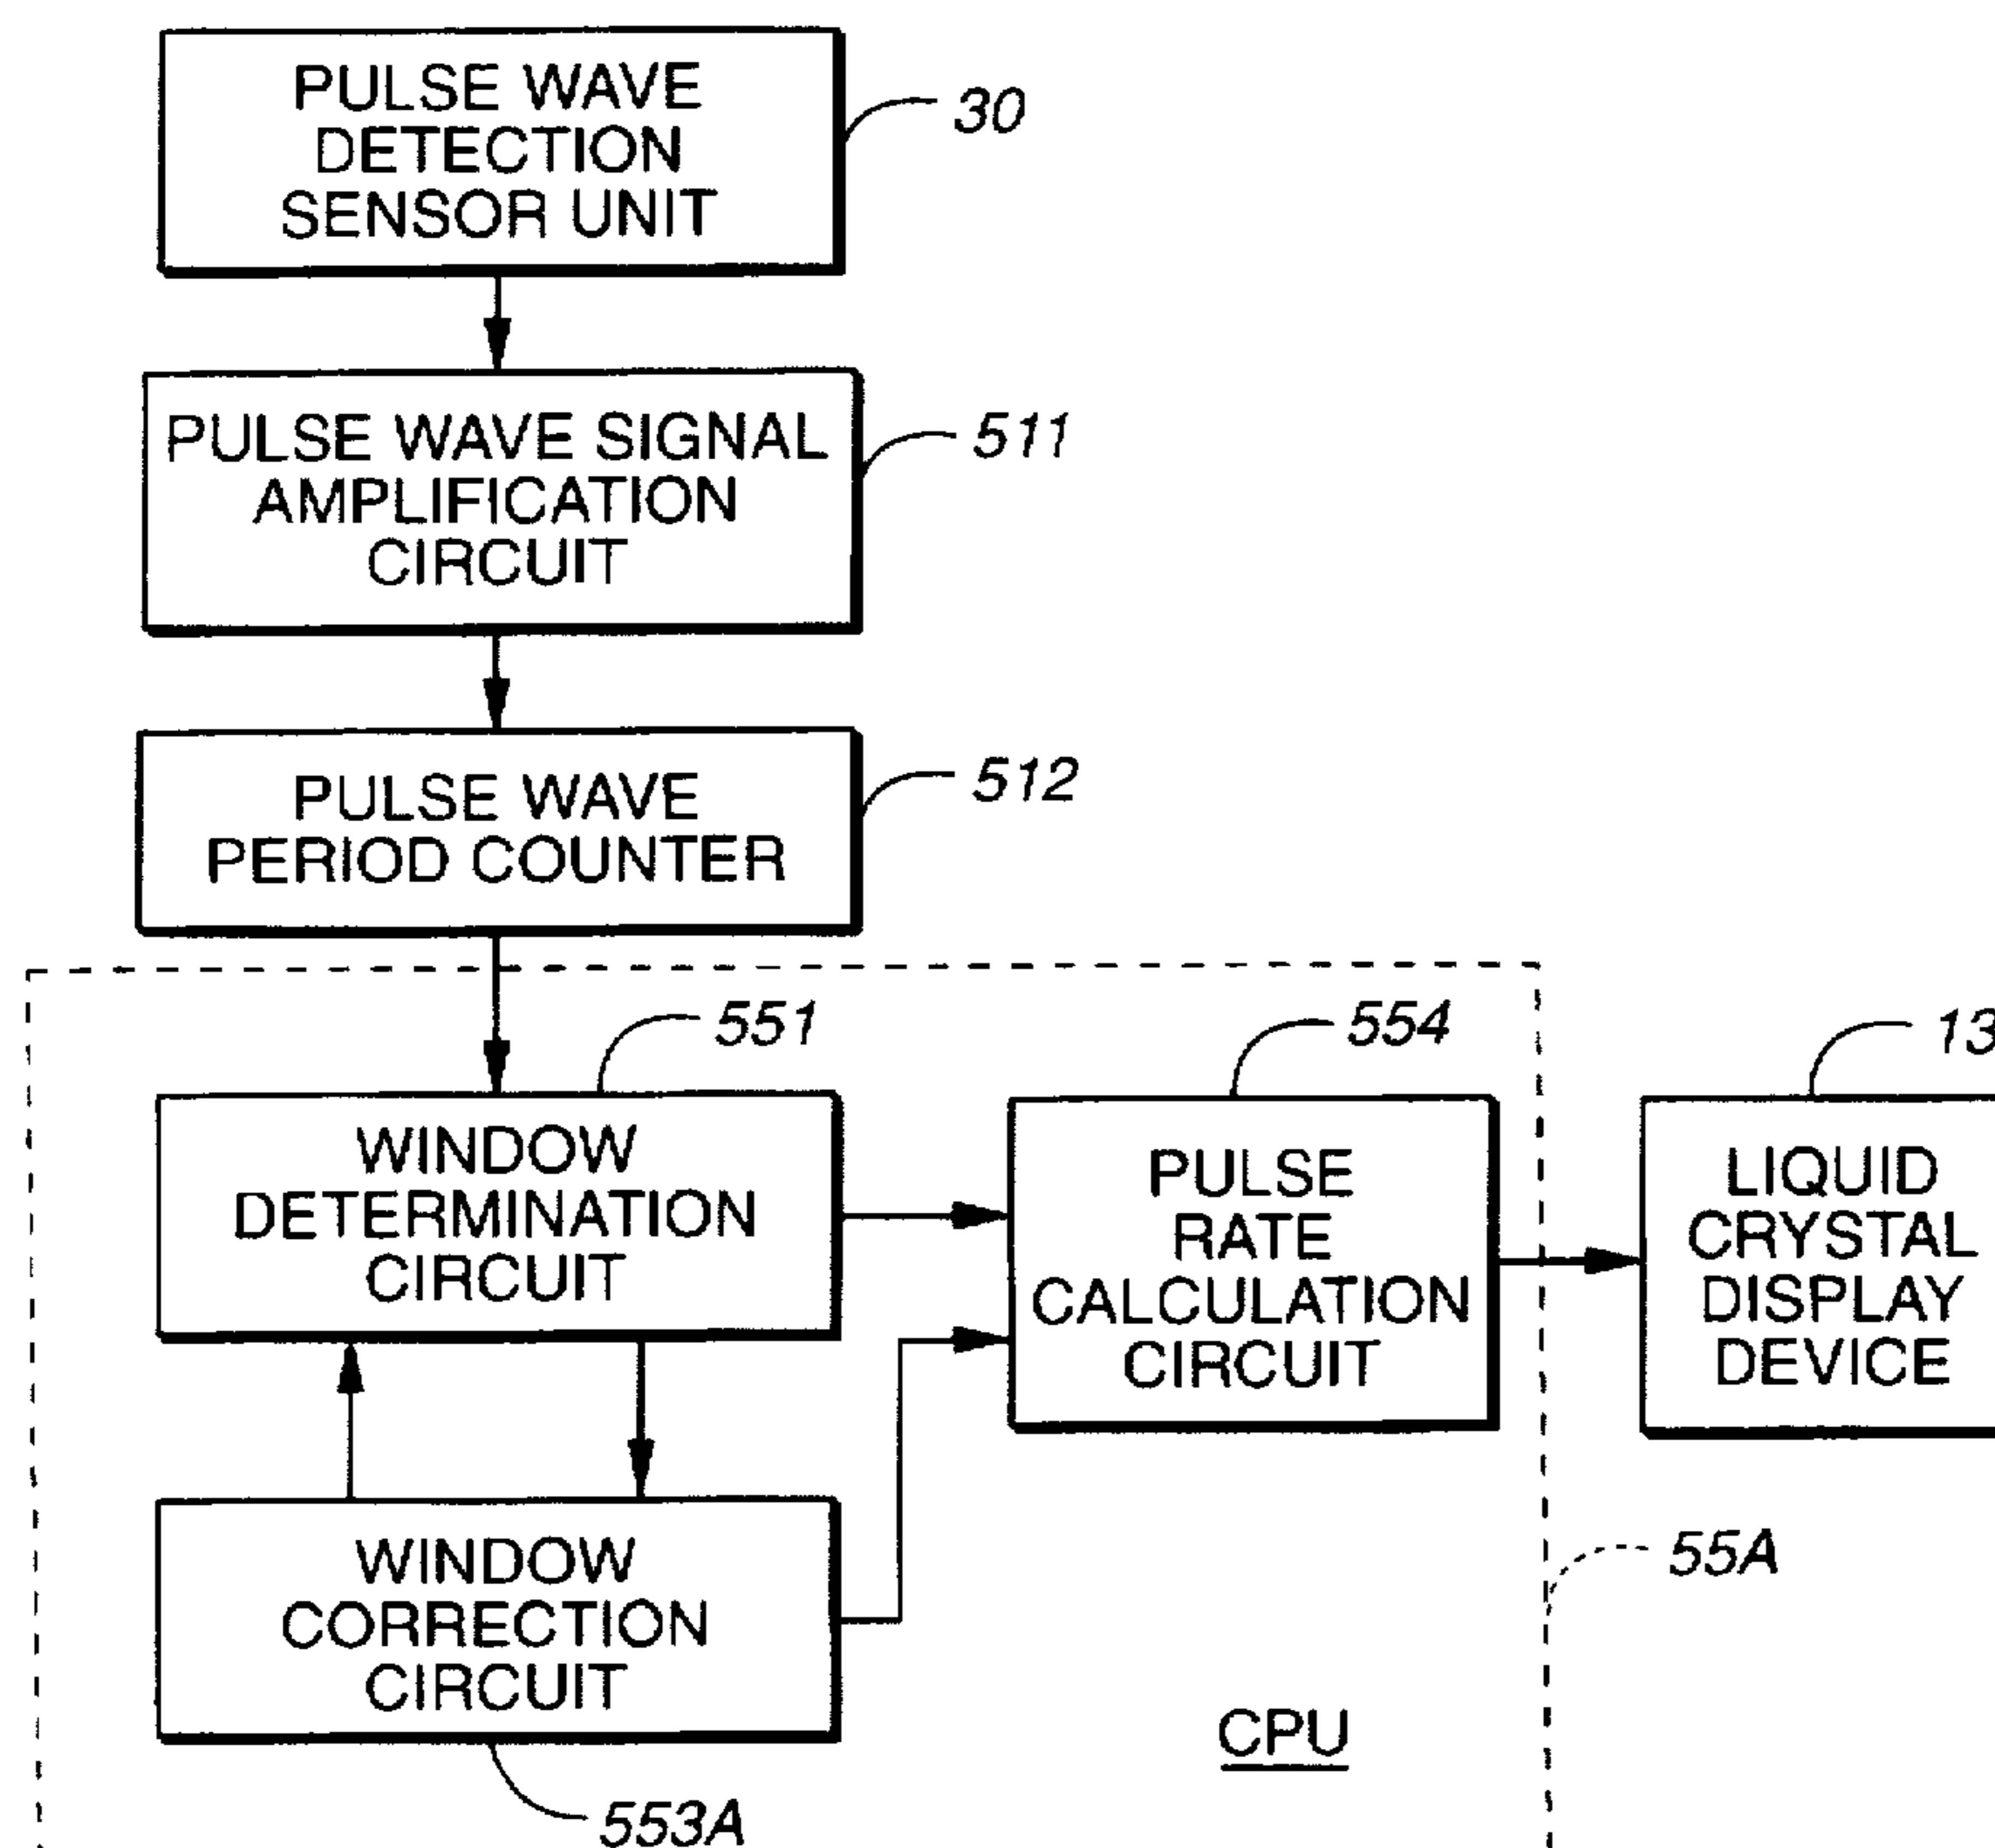 PULSE WAVE
DETECTION
SENSOR UNIT
30
PULSE WAVE SIGNAL
AMPLIFICATION
CIRCUIT
511
PULSE WAVE
PERIOD COUNTER
512
551
554
13
WINDOW
DETERMINATION
CIRCUIT
PULSE
RATE
CALCULATION
CIRCUIT
LIQUID
CRYSTAL
DISPLAY
DEVICE
WINDOW
CORRECTION
CIRCUIT
55A
CPU
553A